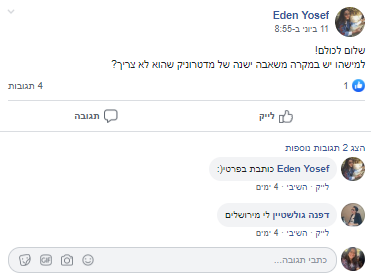 Eden Yosef
11 ביוני ב-8:55
שלום לכולם!
למישהו יש במקרה משאבה ישנה של מדטרוניק שהוא לא צריך?
1
4 תגובות
לייק
תגובה
הצג 2 תגובות נוספות
Eden Yosef כותבת בפרטי(:
לייק · השיבי · 4 ימים
דפנה גולשטיין לי מירושלים
לייק · השיבי · 4 ימים
כתבי תגובה...
GIF